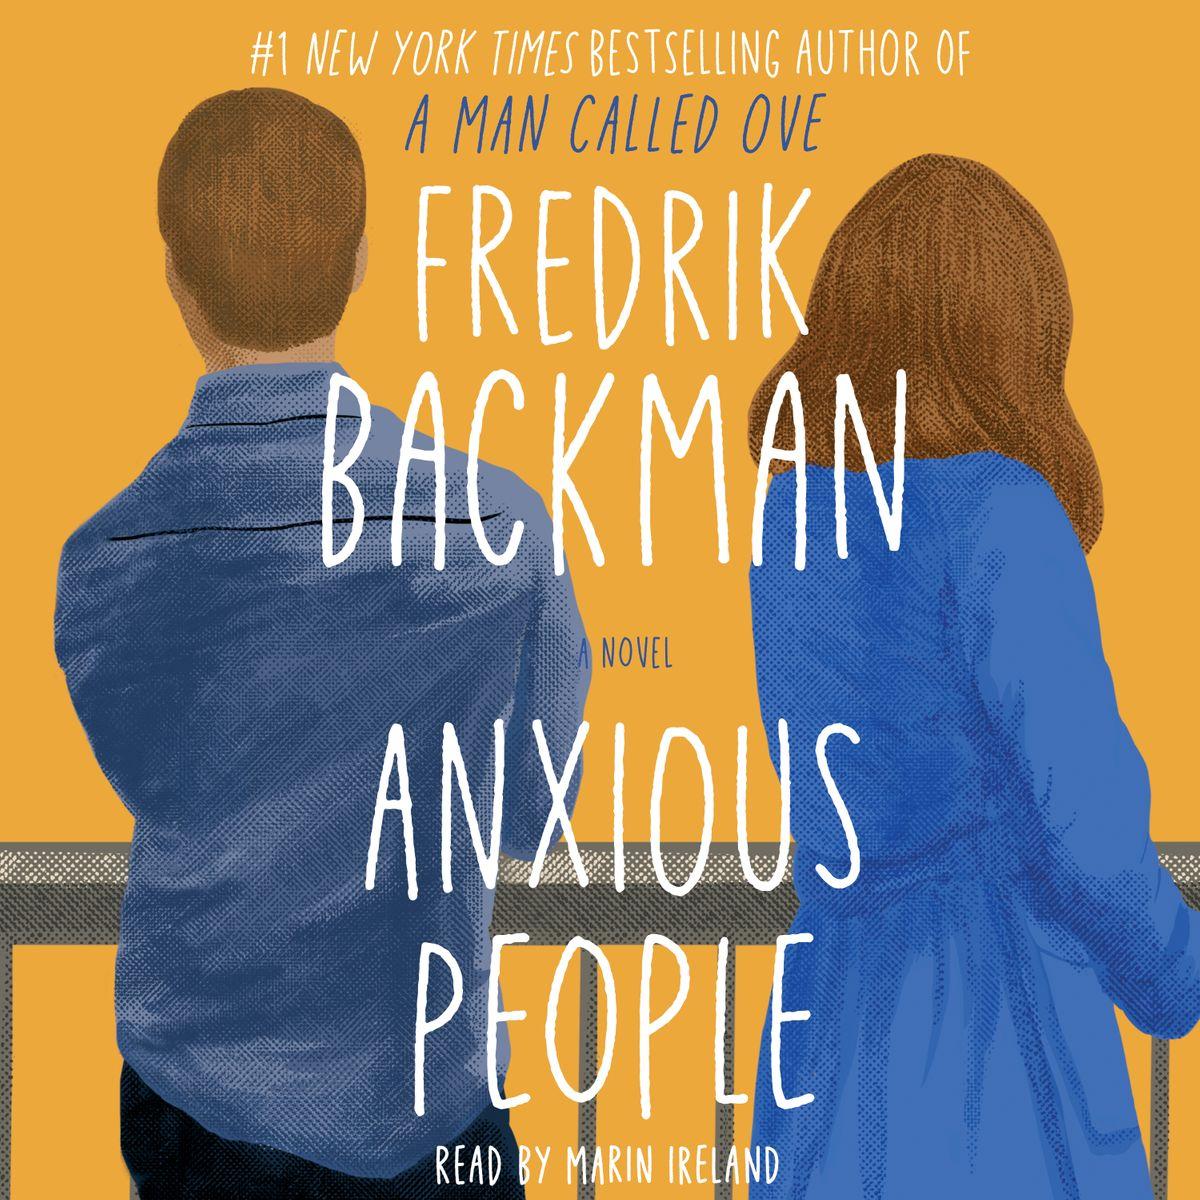 #1 NEW YORK TIMES BESTSELLING AUTHOR OF
A MAN CALLED OVE
FREDRIK
BACKMAN
A NOVEL
ANXIOUS
PEOPLE
READ BY MARIN IRELAND